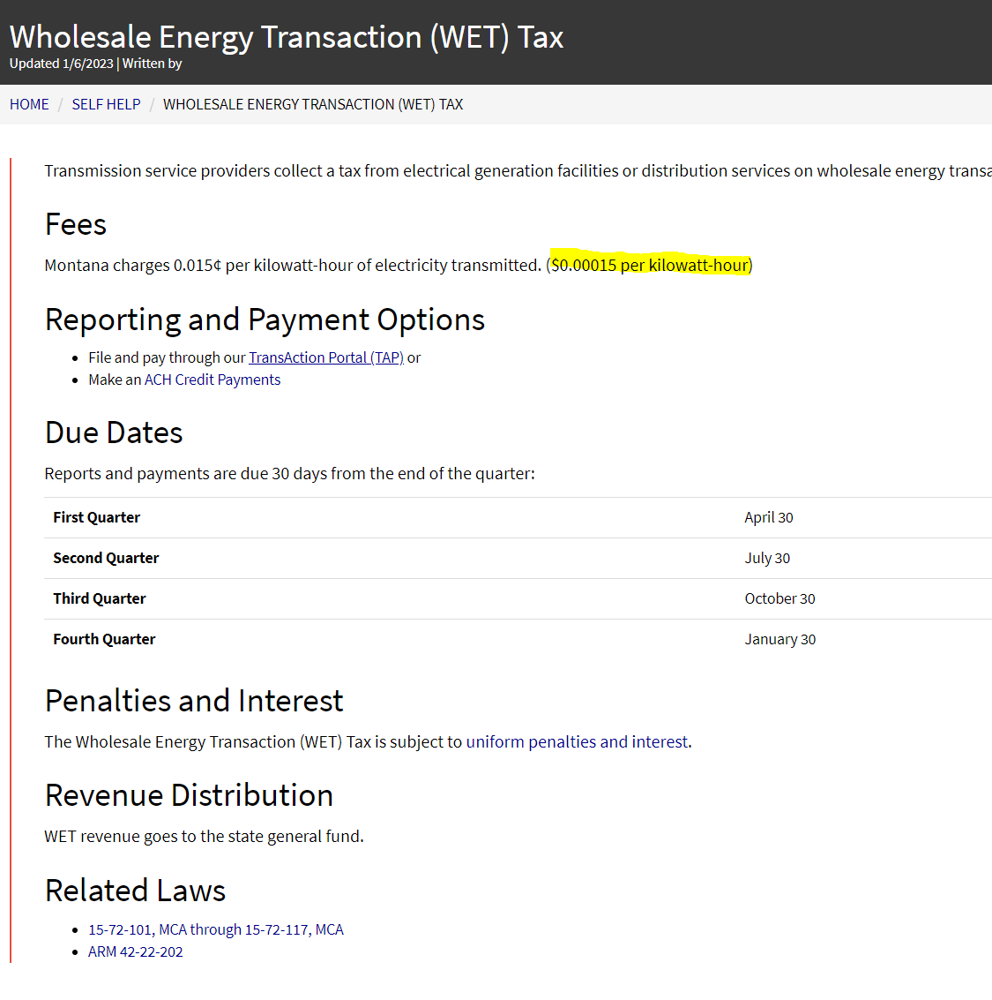 Wholesale Energy Transaction (WET) Tax
Updated 1/6/2023 | Written by
HOME / SELF HELP / WHOLESALE ENERGY TRANSACTION (WET) TAX
Transmission service providers collect a tax from electrical generation facilities or distribution services on wholesale energy
Fees
Montana charges 0.015¢ per kilowatt-hour of electricity transmitted. ($0.00015 per kilowatt-hour)
Reporting and Payment Options
• File and pay through our TransAction Portal (TAP) or
• Make an ACH Credit Payments
Due Dates
Reports and payments are due 30 days from the end of the quarter:
First Quarter April 30
Second Quarter July 30
Third Quarter October 30
Fourth Quarter January 30
Penalties and Interest
The Wholesale Energy Transaction (WET) Tax is subject to uniform penalties and interest.
Revenue Distribution
WET revenue goes to the state general fund.
Related Laws
• 15-72-101, MCA through 15-72-117, MCA
• ARM 42-22-202